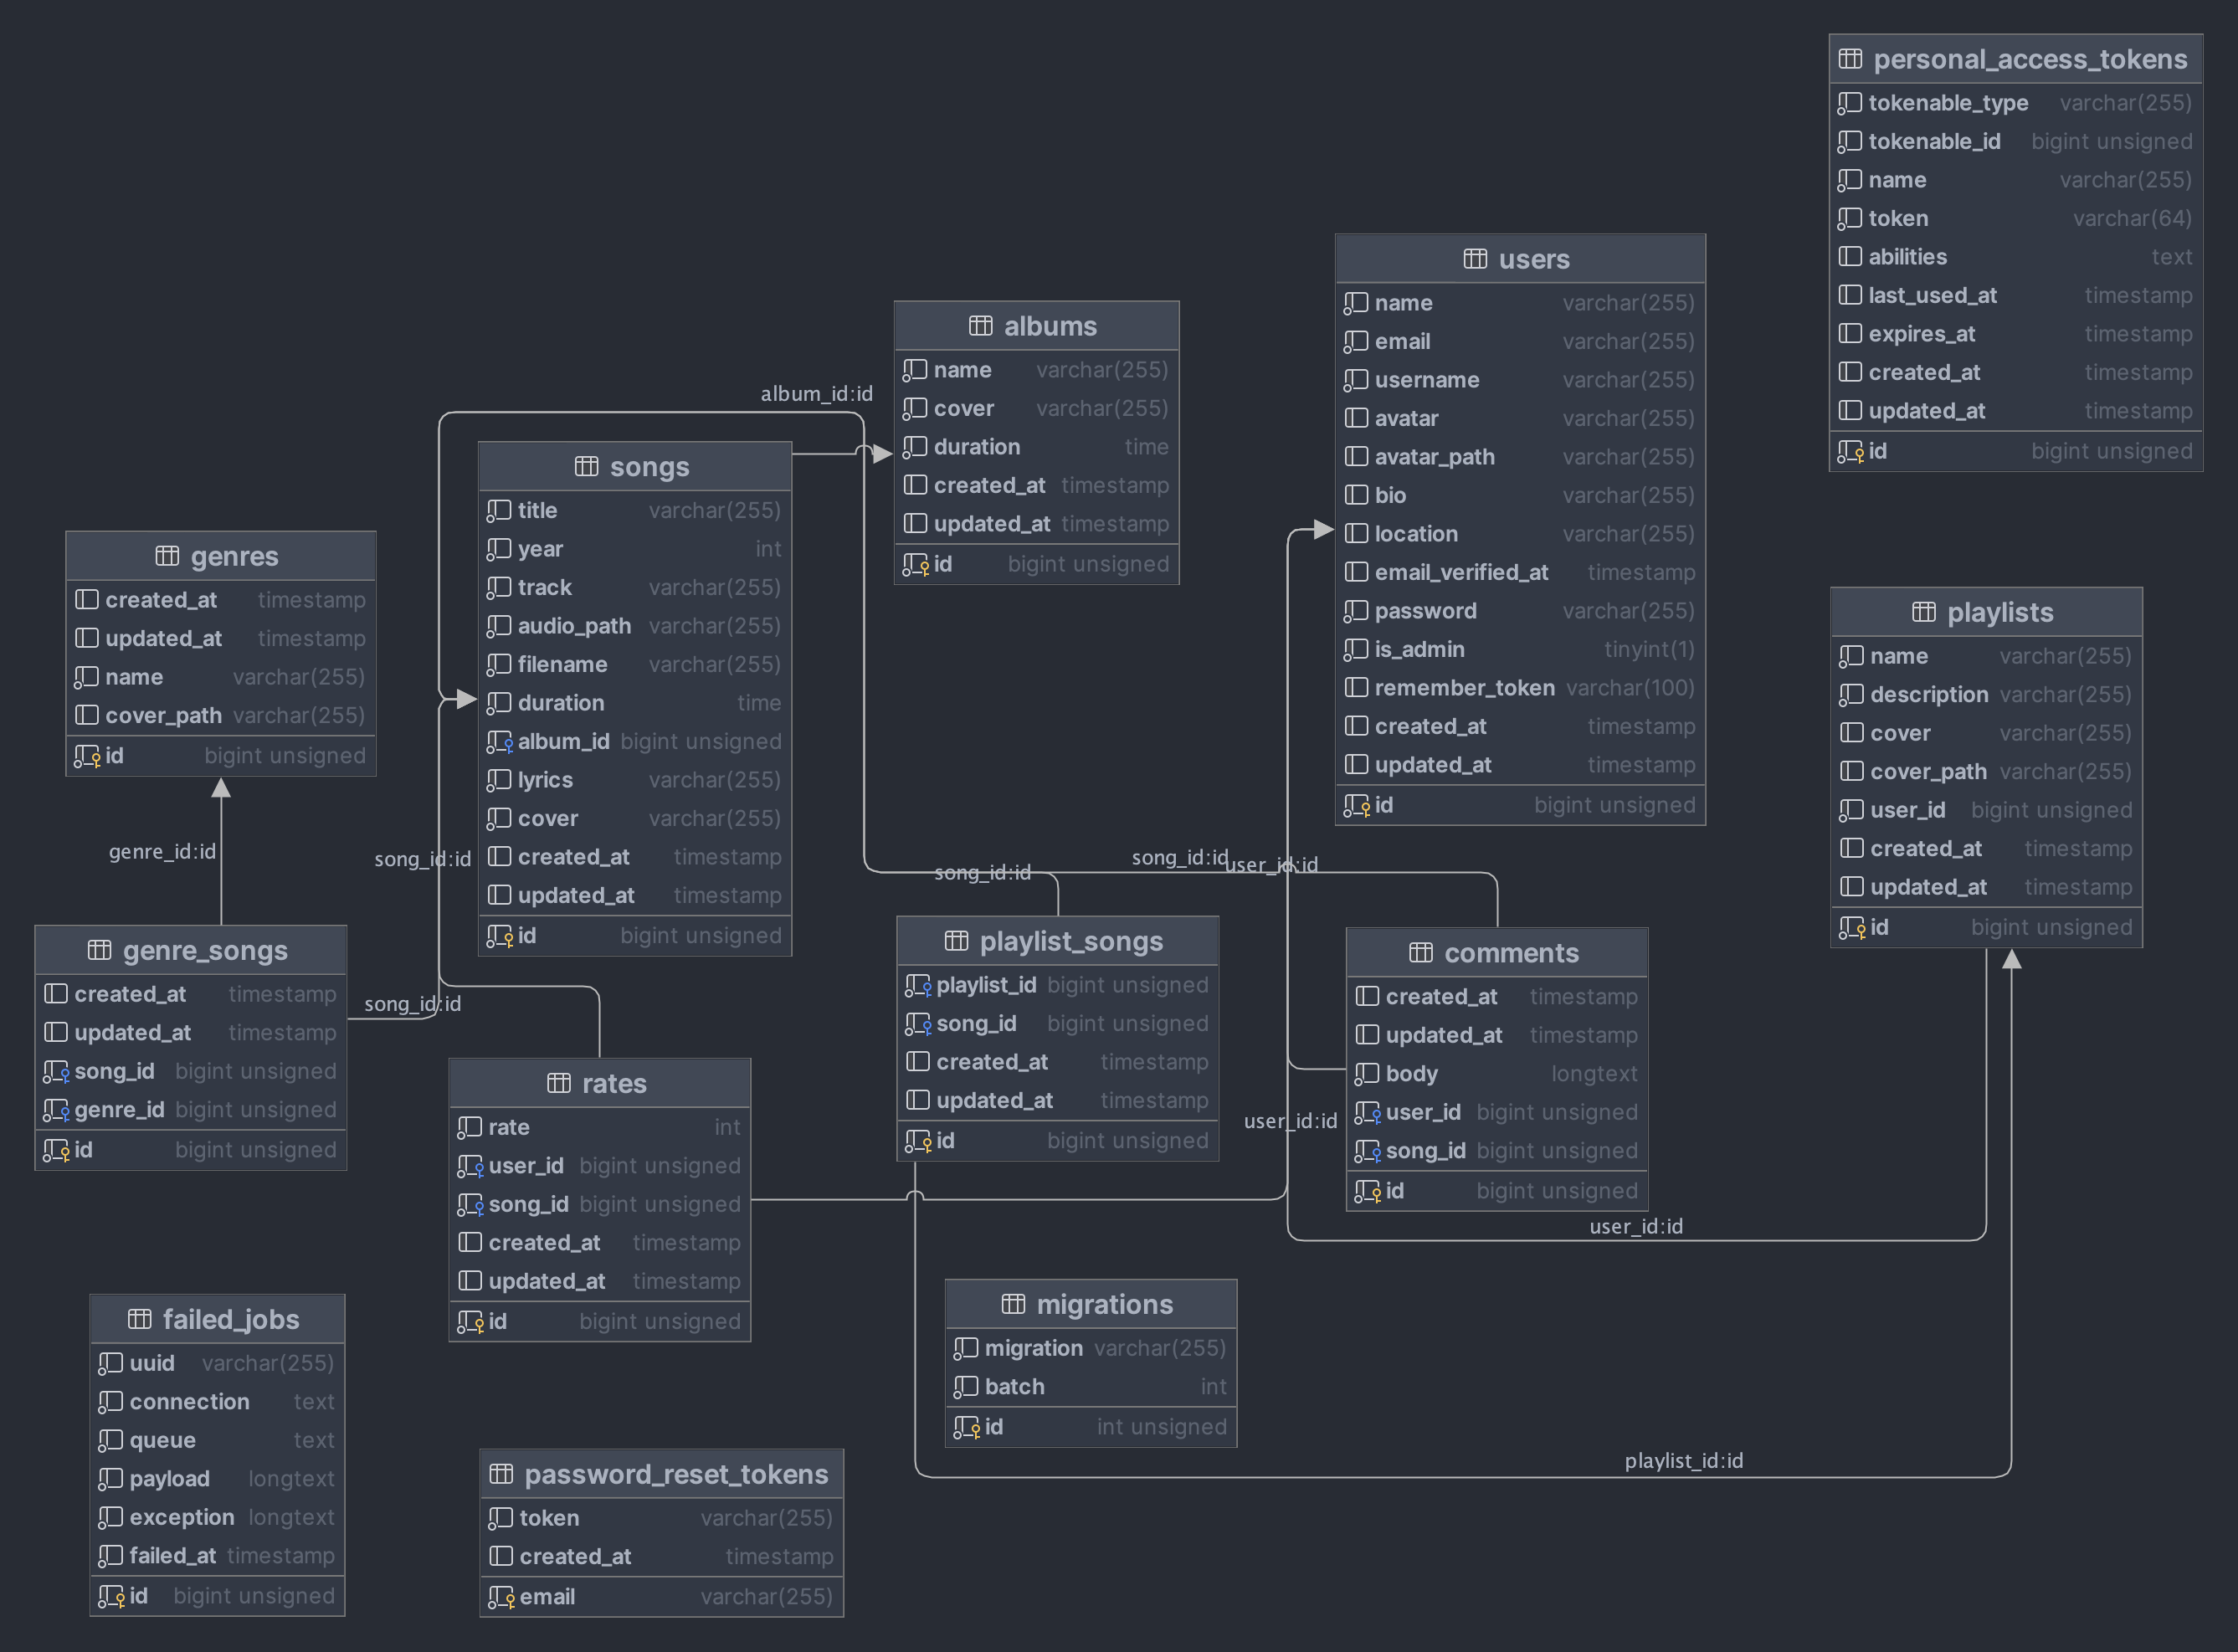 personal_access_tokens
tokenable_type varchar(255)
tokenable_id bigint unsigned
name varchar(255)
token varchar(64)
abilities text
last_used_at timestamp
expires_at timestamp
created_at timestamp
updated_at timestamp
id bigint unsigned
users
name varchar(255)
email varchar(255)
username varchar(255)
avatar varchar(255)
avatar_path varchar(255)
bio varchar(255)
location varchar(255)
email_verified_at timestamp
password varchar(255)
is_admin tinyint(1)
remember_token varchar(100)
created_at timestamp
updated_at timestamp
id bigint unsigned
albums
name varchar(255)
cover varchar(255)
duration time
created_at timestamp
updated_at timestamp
id bigint unsigned
album_id:id
songs
title varchar(255)
year int
track varchar(255)
audio_path varchar(255)
filename varchar(255)
duration time
album_id bigint unsigned
lyrics varchar(255)
cover varchar(255)
created_at timestamp
updated_at timestamp
id bigint unsigned
genres
created_at timestamp
updated_at timestamp
name varchar(255)
cover_path varchar(255)
id bigint unsigned
playlists
name varchar(255)
description varchar(255)
cover varchar(255)
cover_path varchar(255)
user_id bigint unsigned
created_at timestamp
updated_at timestamp
id bigint unsigned
genre_id:id
song_id:id
song_id:id
song_id:id
user_id:id
genre_songs
created_at timestamp
updated_at timestamp
song_id bigint unsigned
genre_id bigint unsigned
id bigint unsigned
song_id:id
playlist_songs
playlist_id bigint unsigned
song_id bigint unsigned
created_at timestamp
updated_at timestamp
id bigint unsigned
comments
created_at timestamp
updated_at timestamp
body longtext
user_id bigint unsigned
song_id bigint unsigned
id bigint unsigned
user_id:id
user_id:id
rates
rate int
user_id bigint unsigned
song_id bigint unsigned
created_at timestamp
updated_at timestamp
id bigint unsigned
migrations
migration varchar(255)
batch int
id int unsigned
failed_jobs
uuid varchar(255)
connection text
queue text
payload longtext
exception longtext
failed_at timestamp
id bigint unsigned
password_reset_tokens
token varchar(255)
created_at timestamp
email varchar(255)
playlist_id:id